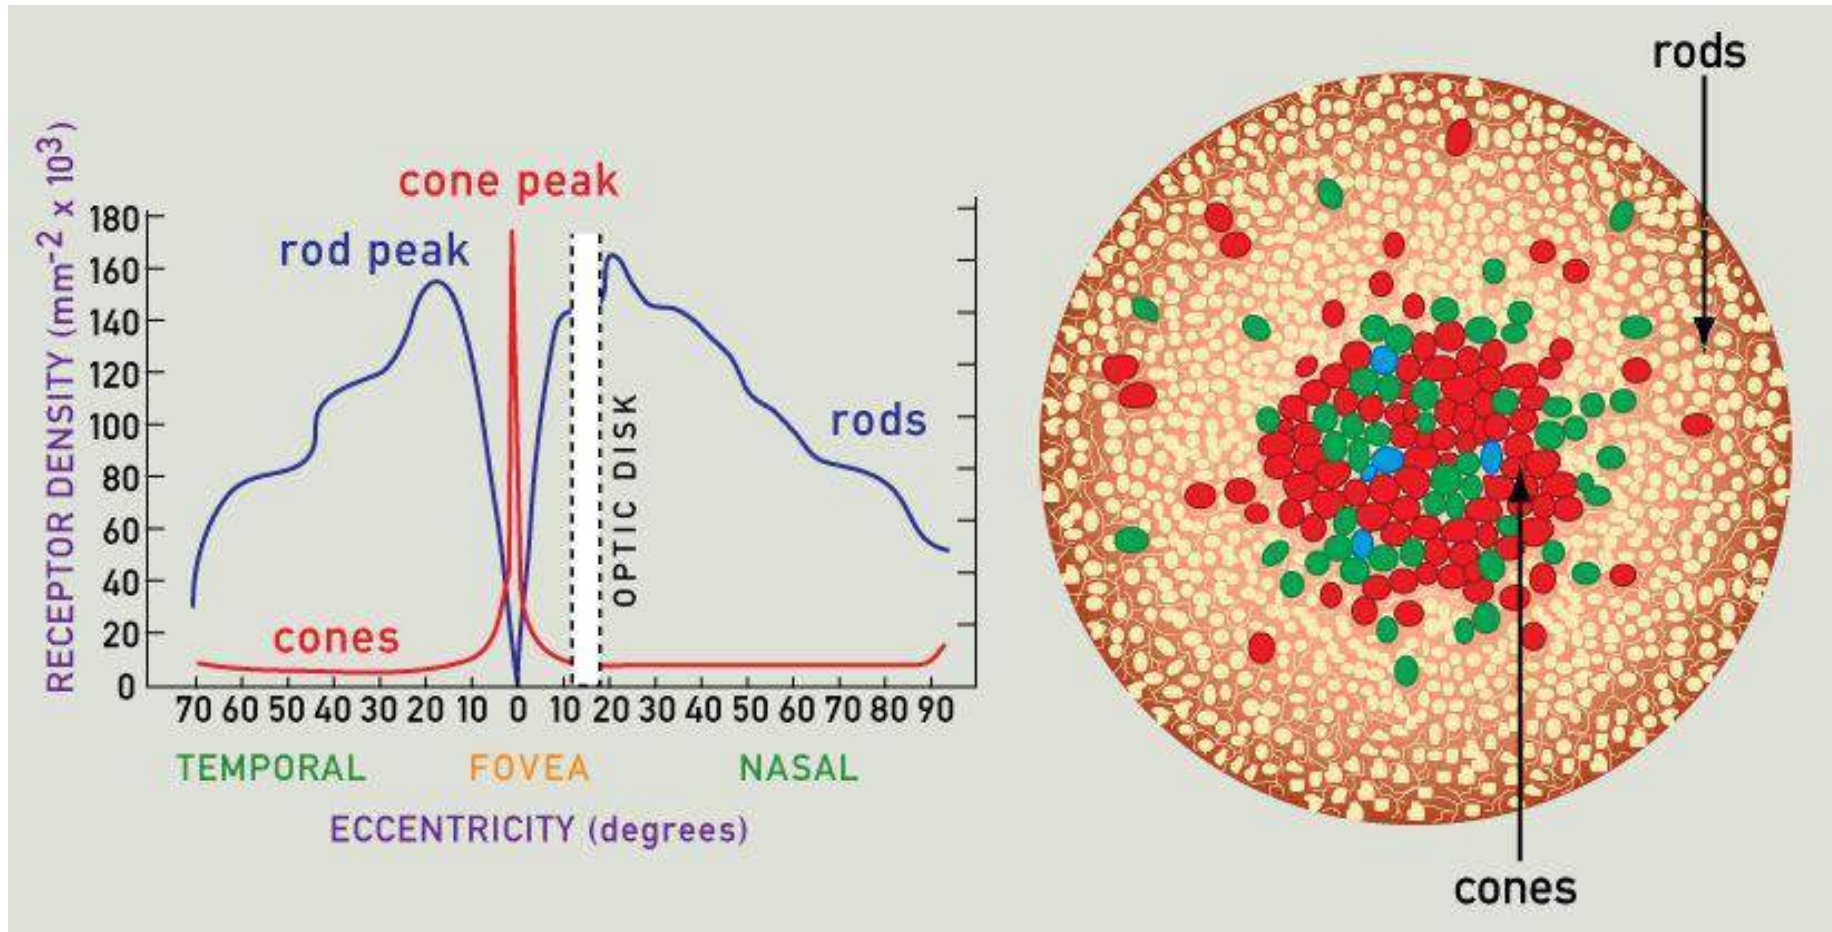 rods
RECEPTOR DENSITY (mm⁻² x 10³)
cone peak
rod peak
180
160
140
120
100
80
60
40
20
0
rods
cones
OPTIC DISK
70 60 50 40 30 20 10 0 10 20 30 40 50 60 70 80 90
TEMPORAL FOVEA NASAL
ECCENTRICITY (degrees)
cones